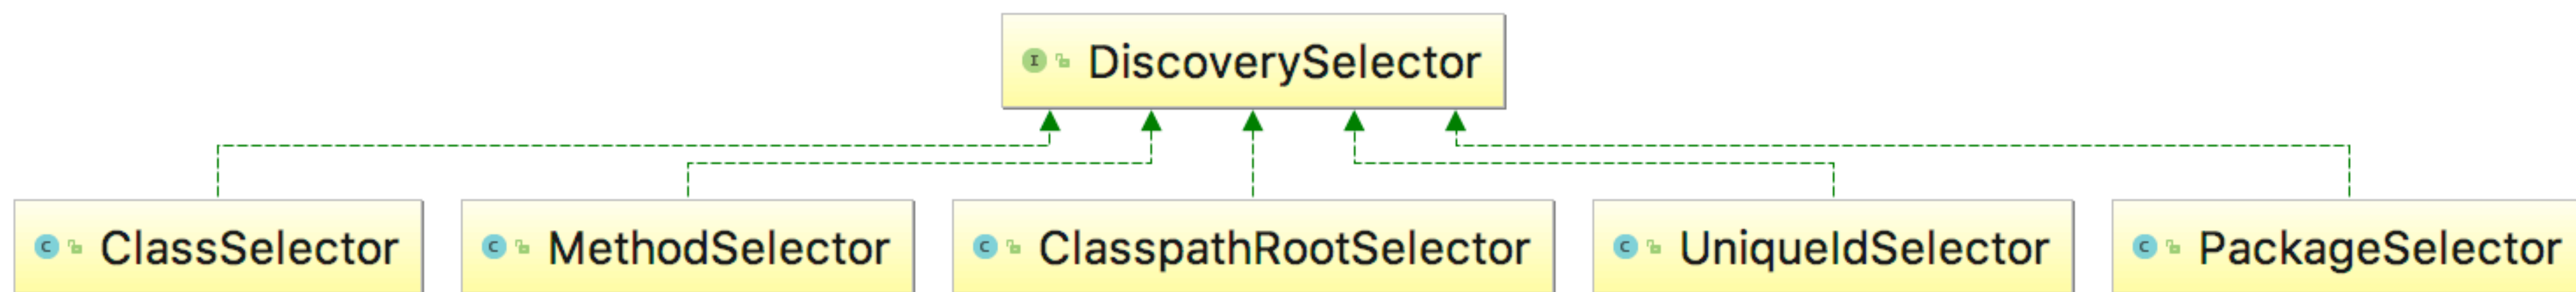 I DiscoverySelector
C ClassSelector
C MethodSelector
C ClasspathRootSelector
C UniqueIdSelector
C PackageSelector